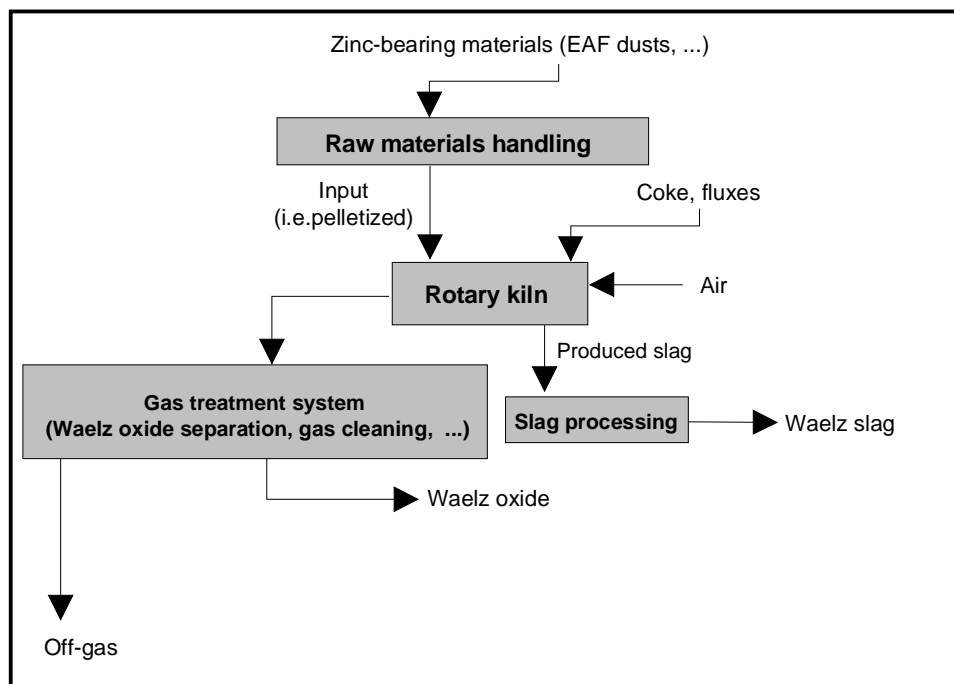 Zinc-bearing materials (EAF dusts, ...)
Raw materials handling
Input
(i.e.pelletized)
Coke, fluxes
Rotary kiln
Air
Produced slag
Gas treatment system
(Waelz oxide separation, gas cleaning, ...)
Slag processing
Waelz slag
Waelz oxide
Off-gas